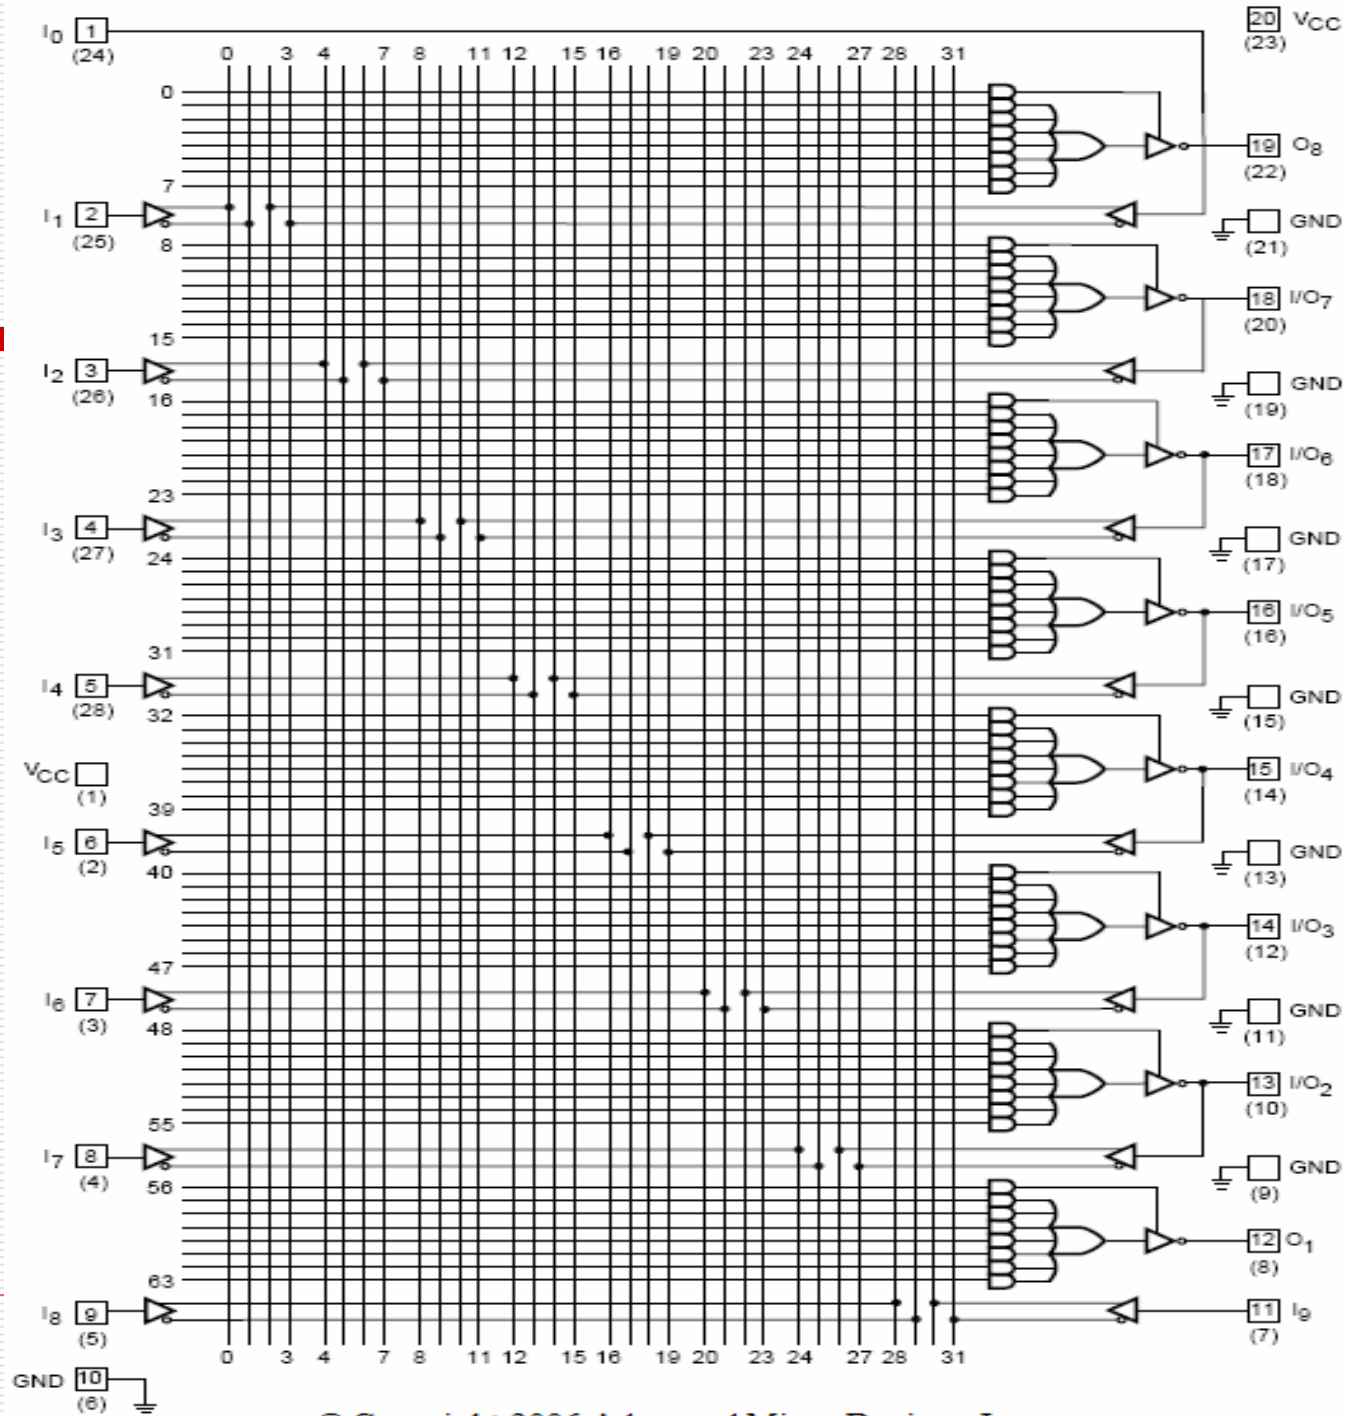 I0 1 20 VCC
(24) (23)
0 3 4 7 8 11 12 15 16 19 20 23 24 27 28 31
0
19 O8
(22)
7
I1 2 GND
(25) (21)
8
18 I/O7
(20)
15
I2 3 GND
(26) (19)
16
17 I/O6
(18)
23
I3 4 GND
(27) (17)
24
16 I/O5
(16)
31
I4 5 GND
(28) (15)
32
VCC 15 I/O4
(1) (14)
39
I5 6 GND
(2) (13)
40
14 I/O3
(12)
47
I6 7 GND
(3) (11)
48
13 I/O2
(10)
55
I7 8 GND
(4) (9)
56
12 O1
(8)
63
I8 9 11 I9
(5) (7)
0 3 4 7 8 11 12 15 16 19 20 23 24 27 28 31
GND 10
(6)